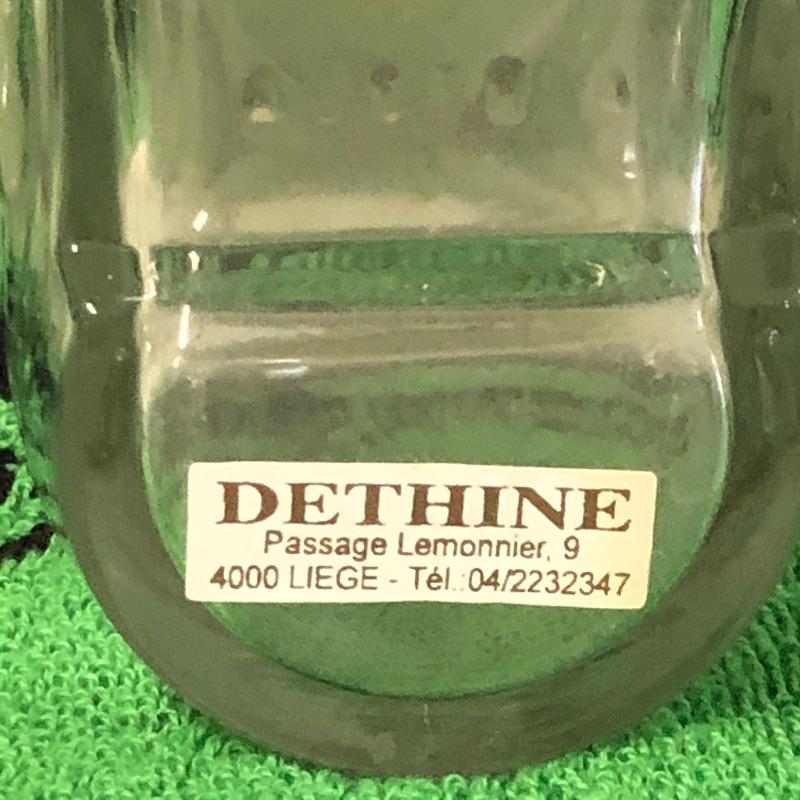 DETHINE
Passage Lemonnier, 9
4000 LIEGE - Tél.:04/2232347